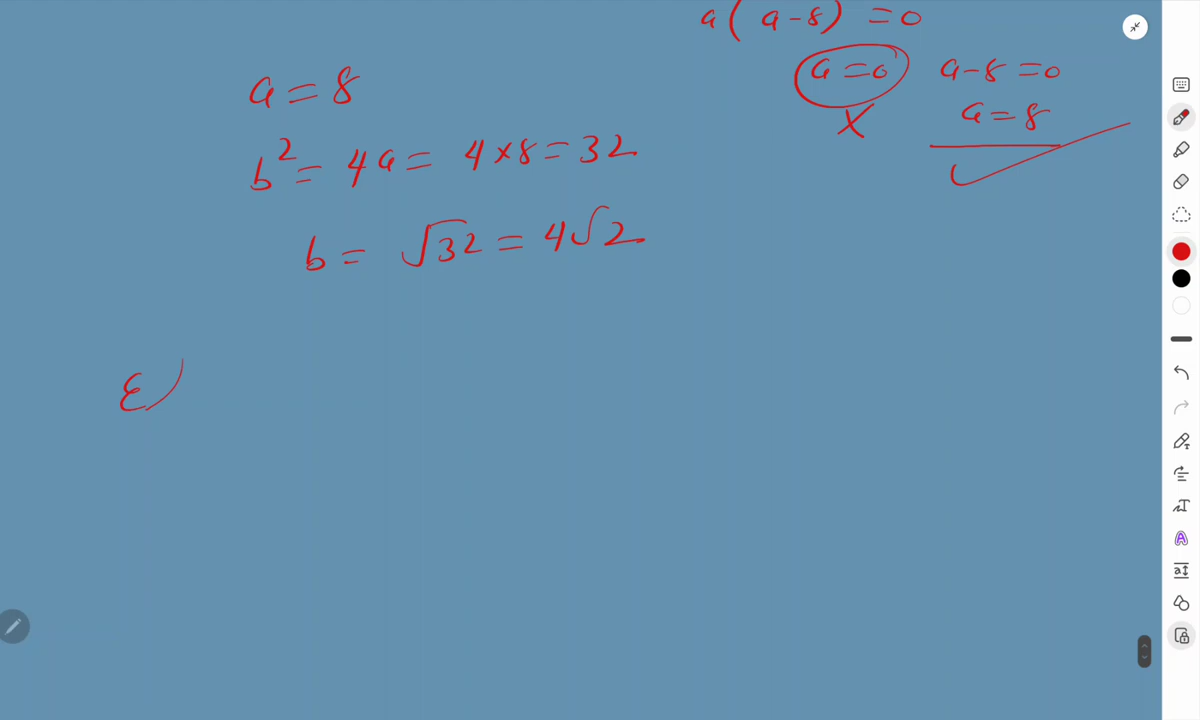 a ( a - 8 ) = 0
a = 0   a - 8 = 0
a = 8
a = 8
b² = 4a = 4 × 8 = 32
b = √32 = 4√2
ε)